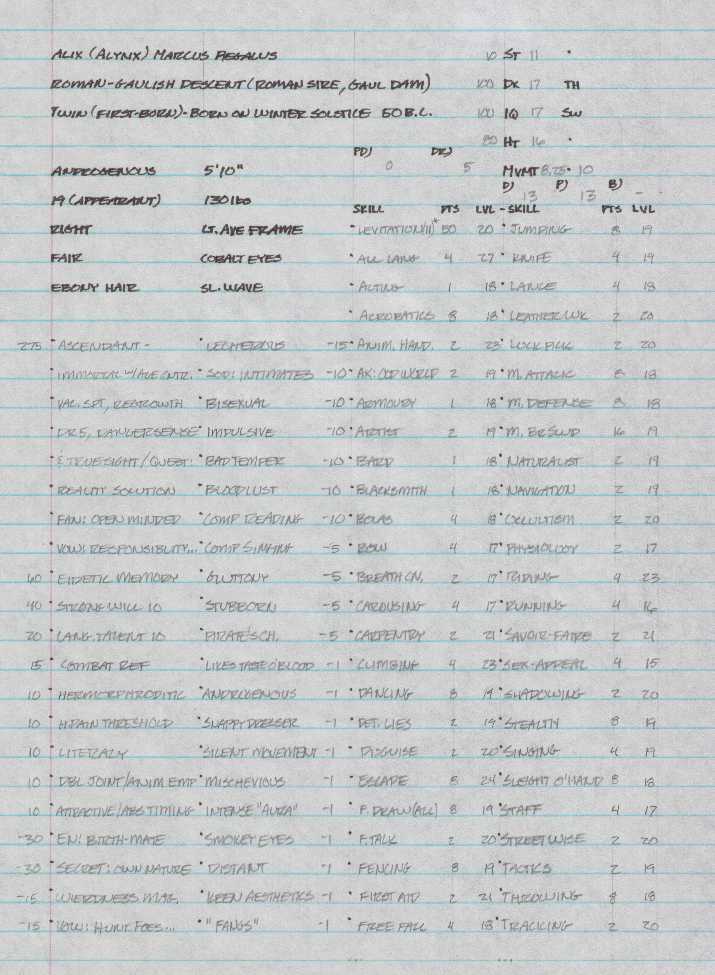 ALIX (ALYNX) MARCUS REGALUS 10 ST 11
ROMAN-GAULISH DESCENT (ROMAN SIRE, GAUL DAM) 100 DX 17 TH
TWIN (FIRST-BORN)-BORN ON WINTER SOLSTICE 50 B.C. 100 IQ 17 SW
80 HT 16
PD) DR)
0 5
ANDROGENOUS 5'10" MVMT 8.25 • 10
D) P) B)
13 13 -
19 (APPEARANT) 130 lbs SKILL PTS LVL - SKILL PTS LVL
RIGHT LT. AVE FRAME • LEVITATION(11)* 50 20 • JUMPING 8 19
FAIR COBALT EYES • ALL LANG 4 27 • KNIFE 4 19
EBONY HAIR SL. WAVE • ACTING 1 18 • LANCE 4 18
ACROBATICS 8 18 • LEATHERWK 2 20
275 • ASCENDANT - LECHEROUS -15 • ANIM. HAND. 2 23 • LOCK PICK 2 20
• IMMORTAL W/AGE CNTR. • SOD: INTIMATES -10 • AK: OLD WORLD 2 19 • M. ATTACK 8 18
• VAC. SPT, REGROWTH • BISEXUAL -10 • ARMOURY 1 18 • M. DEFENSE 8 18
• DR5, DANGER SENSE • IMPULSIVE -10 • ARTIST 2 19 • M. BRSWD 16 19
• & TRUESIGHT/QUEST: • BAD TEMPER -10 • BARD 1 18 • NATURALIST 2 19
• REALITY SOLUTION • BLOODLUST -10 • BLACKSMITH 1 18 • NAVIGATION 2 19
• FAN: OPEN MINDED • COMP READING -10 • BOLAS 4 18 • OCCULTISM 2 20
• VOW: RESPONSIBLITY... • COMP SINGING -5 • BOW 4 17 • PHYSIOLOGY 2 17
60 • EIDETIC MEMORY • GLUTTONY -5 • BREATH CN. 2 17 • RIDING 4 23
40 • STRONG WILL 10 • STUBBORN -5 • CAROUSING 4 17 • RUNNING 4 16
20 • LANG. TALENT 10 • PIRATE'S CH. -5 • CARPENTRY 2 21 • SAVOIR-FAIRE 2 21
15 • COMBAT REF • LIKES TASTE O'BLOOD -1 • CLIMBING 4 23 • SEX-APPEAL 4 15
10 • HERMORPHRODITIC • ANDROGENOUS -1 • DANCING 8 19 • SHADOWING 2 20
10 • H.PAIN THRESHOLD • SNAPPY DRESSER -1 • DET. LIES 2 19 • STEALTH 8 19
10 • LITERACY • SILENT MOVEMENT -1 • DISGUISE 2 20 • SINGING 4 19
10 • DBL JOINT/ANIM EMP • MISCHEVIOUS -1 • ESCAPE 8 24 • SLEIGHT O'HAND 8 18
10 • ATTRACTIVE/ABS TIMING • INTENSE "AURA" -1 • F. DRAW (ALL) 8 19 • STAFF 4 17
-30 • EN: BIRTH-MATE • SMOKEY EYES -1 • F.TALK 2 20 • STREETWISE 2 20
-30 • SECRET: OWN NATURE • DISTANT -1 • FENCING 8 19 • TACTICS 2 19
-15 • WIERDNESS MAG. • KEEN AESTHETICS -1 • FIRST AID 2 21 • THROWING 8 18
-15 • VOW: HUNT FOES... • "FANGS" -1 • FREE FALL 4 18 • TRACKING 2 20
... ...